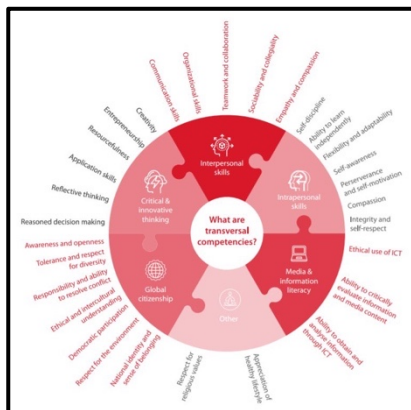 What are
transversal
competencies?
Interpersonal
skills
Communication skills
Organizational skills
Teamwork and collaboration
Sociability and collegiality
Empathy and compassion
Intrapersonal
skills
Self-discipline
Ability to learn
independently
Flexibility and adaptability
Self-awareness
Perserverance
and self-motivation
Compassion
Integrity and
self-respect
Media &
information
literacy
Ethical use of ICT
Ability to critically
evaluate information
and media content
Ability to obtain and
analyse information
through ICT
Other
Appreciation of
healthy lifestyle
Respect for
religious values
Global
citizenship
National identity and
sense of belonging
Respect for the environment
Democratic participation
Ethical and intercultural
understanding
Responsibility and ability
to resolve conflict
Tolerance and respect
for diversity
Awareness and openness
Critical &
innovative
thinking
Reasoned decision making
Reflective thinking
Application skills
Resourcefulness
Entrepreneurship
Creativity